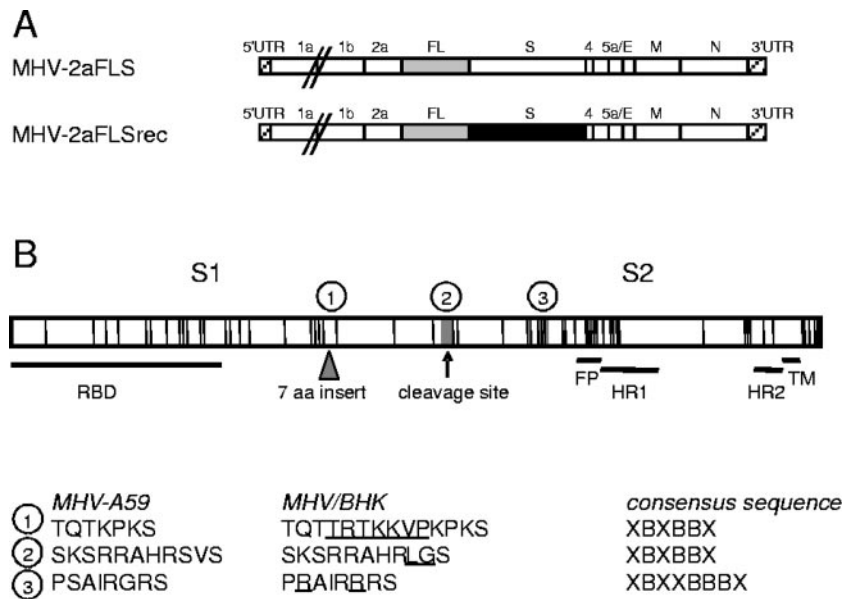 A
5'UTR 1a 1b 2a FL S 4 5a/E M N 3'UTR
MHV-2aFLS
5'UTR 1a 1b 2a FL S 4 5a/E M N 3'UTR
MHV-2aFLSrec
B
S1 S2
1 2 3
RBD 7 aa insert cleavage site FP HR1 HR2 TM
MHV-A59 MHV/BHK consensus sequence
1 TQTKPKS TQTTRTKKVPKPKS XBXBBX
2 SKSRRAHRSVS SKSRRAHRLGS XBXBBX
3 PSAIRGRS PRAIRRRS XBXXBBBX